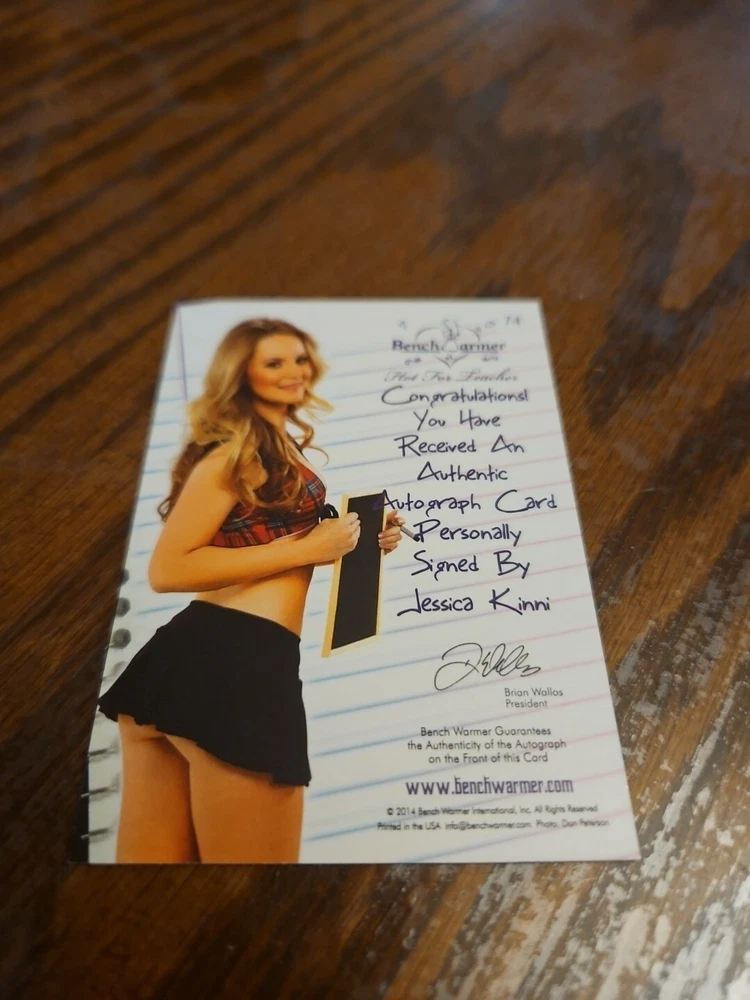 74
BenchWarmer
Hot For Teacher
Congratulations!
You Have
Received An
Authentic
Autograph Card
Personally
Signed By
Jessica Kinni
Brian Wallos
President
Bench Warmer Guarantees
the Authenticity of the Autograph
on the Front of this Card
www.benchwarmer.com
© 2014 Bench Warmer International, Inc. All Rights Reserved
Printed in the USA info@benchwarmer.com Photo: Dan Peterson